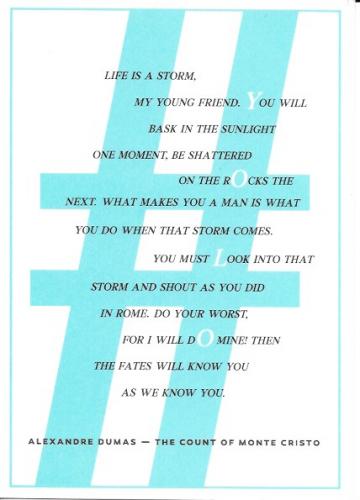 LIFE IS A STORM,
MY YOUNG FRIEND. YOU WILL
BASK IN THE SUNLIGHT
ONE MOMENT, BE SHATTERED
ON THE ROCKS THE
NEXT. WHAT MAKES YOU A MAN IS WHAT
YOU DO WHEN THAT STORM COMES.
YOU MUST LOOK INTO THAT
STORM AND SHOUT AS YOU DID
IN ROME. DO YOUR WORST,
FOR I WILL DO MINE! THEN
THE FATES WILL KNOW YOU
AS WE KNOW YOU.
ALEXANDRE DUMAS — THE COUNT OF MONTE CRISTO